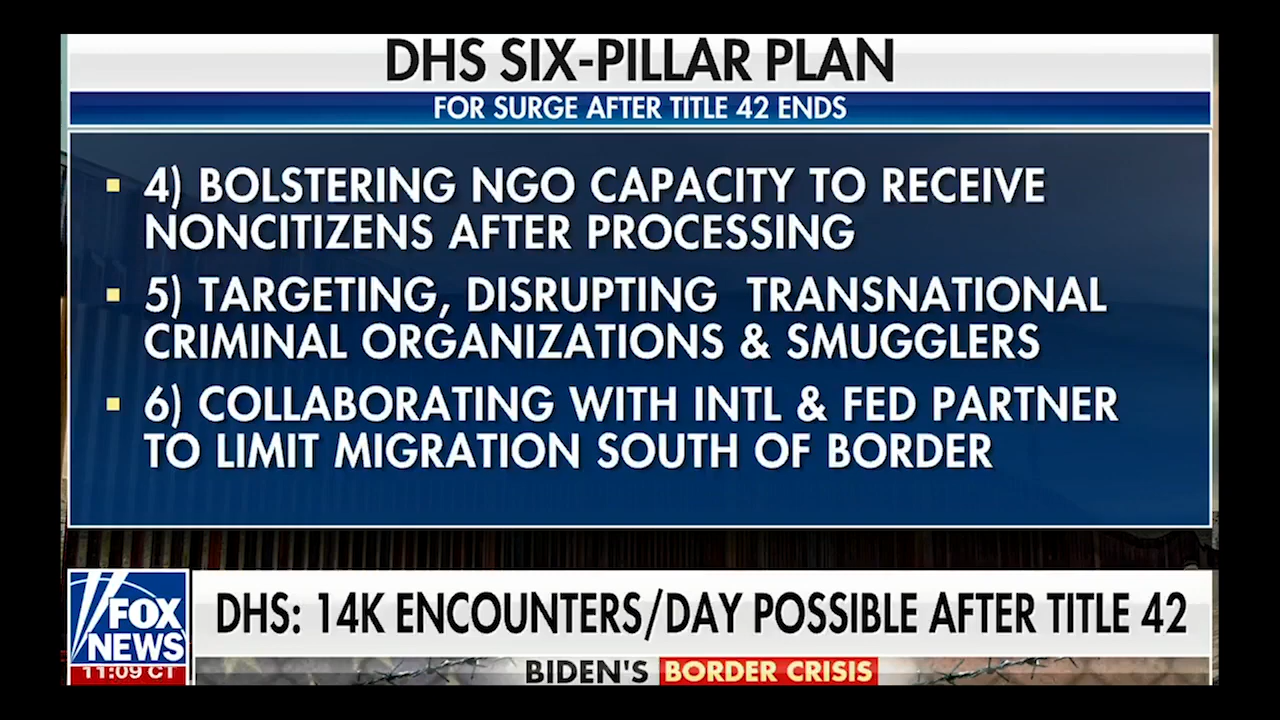 DHS SIX-PILLAR PLAN
FOR SURGE AFTER TITLE 42 ENDS
4) BOLSTERING NGO CAPACITY TO RECEIVE
NONCITIZENS AFTER PROCESSING
5) TARGETING, DISRUPTING TRANSNATIONAL
CRIMINAL ORGANIZATIONS & SMUGGLERS
6) COLLABORATING WITH INTL & FED PARTNER
TO LIMIT MIGRATION SOUTH OF BORDER
FOX
NEWS
11:09 CT
DHS: 14K ENCOUNTERS/DAY POSSIBLE AFTER TITLE 42
BIDEN'S BORDER CRISIS